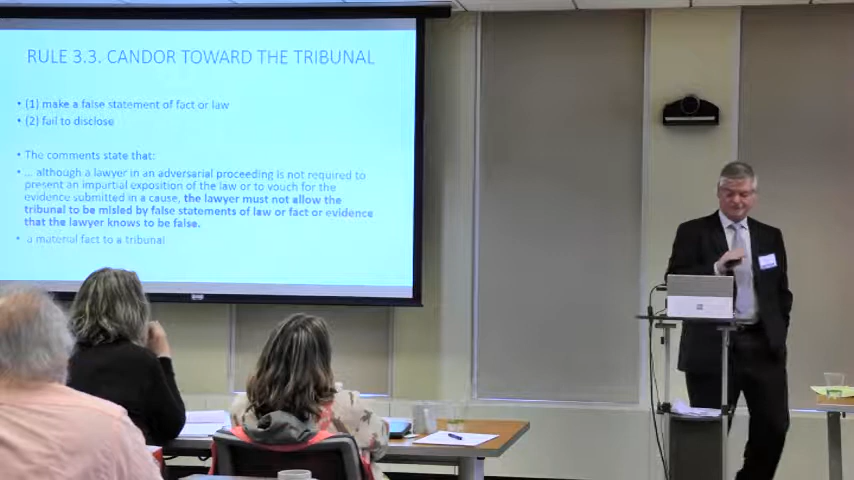 RULE 3.3. CANDOR TOWARD THE TRIBUNAL
• (1) make a false statement of fact or law
• (2) fail to disclose
• The comments state that:
• ... although a lawyer in an adversarial proceeding is not required to
present an impartial exposition of the law or to vouch for the
evidence submitted in a cause, the lawyer must not allow the
tribunal to be misled by false statements of law or fact or evidence
that the lawyer knows to be false.
• a material fact to a tribunal